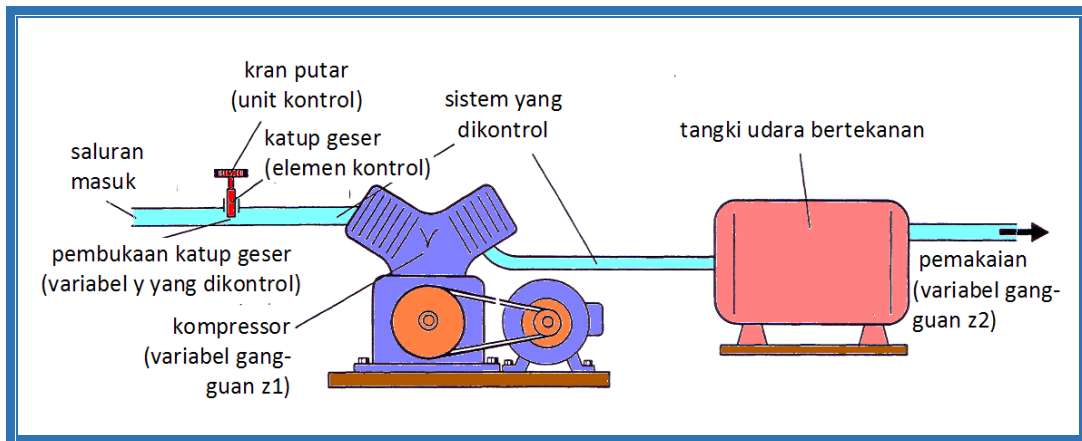 kran putar
(unit kontrol)
sistem yang
dikontrol
tangki udara bertekanan
katup geser
(elemen kontrol)
saluran
masuk
pembukaan katup geser
(variabel y yang dikontrol)
pemakaian
(variabel gang-
guan z2)
kompressor
(variabel gang-
guan z1)